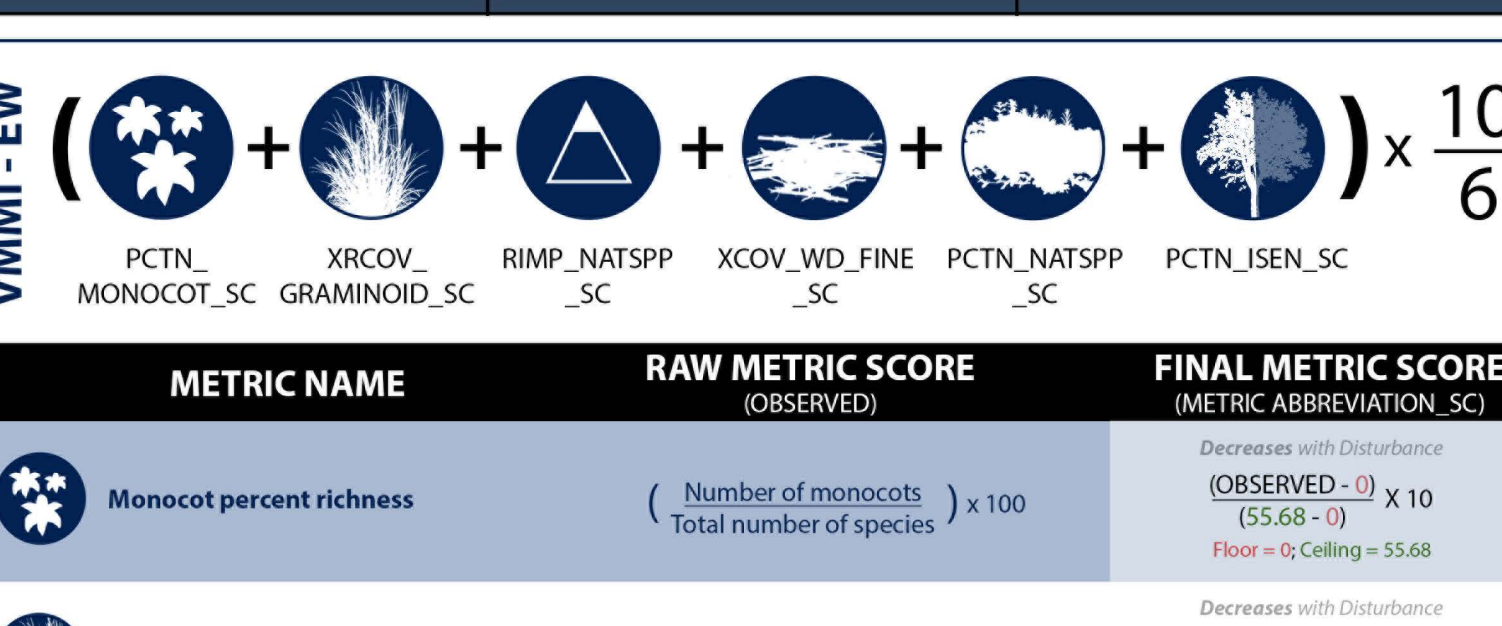 VMMI - EW
( + + + + + ) x 10
6
PCTN_
MONOCOT_SC
XRCOV_
GRAMINOID_SC
RIMP_NATSPP
_SC
XCOV_WD_FINE
_SC
PCTN_NATSPP
_SC
PCTN_ISEN_SC
METRIC NAME
RAW METRIC SCORE
(OBSERVED)
FINAL METRIC SCORE
(METRIC ABBREVIATION_SC)
Monocot percent richness
( Number of monocots
Total number of species ) x 100
Decreases with Disturbance
(OBSERVED - 0)
(55.68 - 0) X 10
Floor = 0; Ceiling = 55.68
Decreases with Disturbance